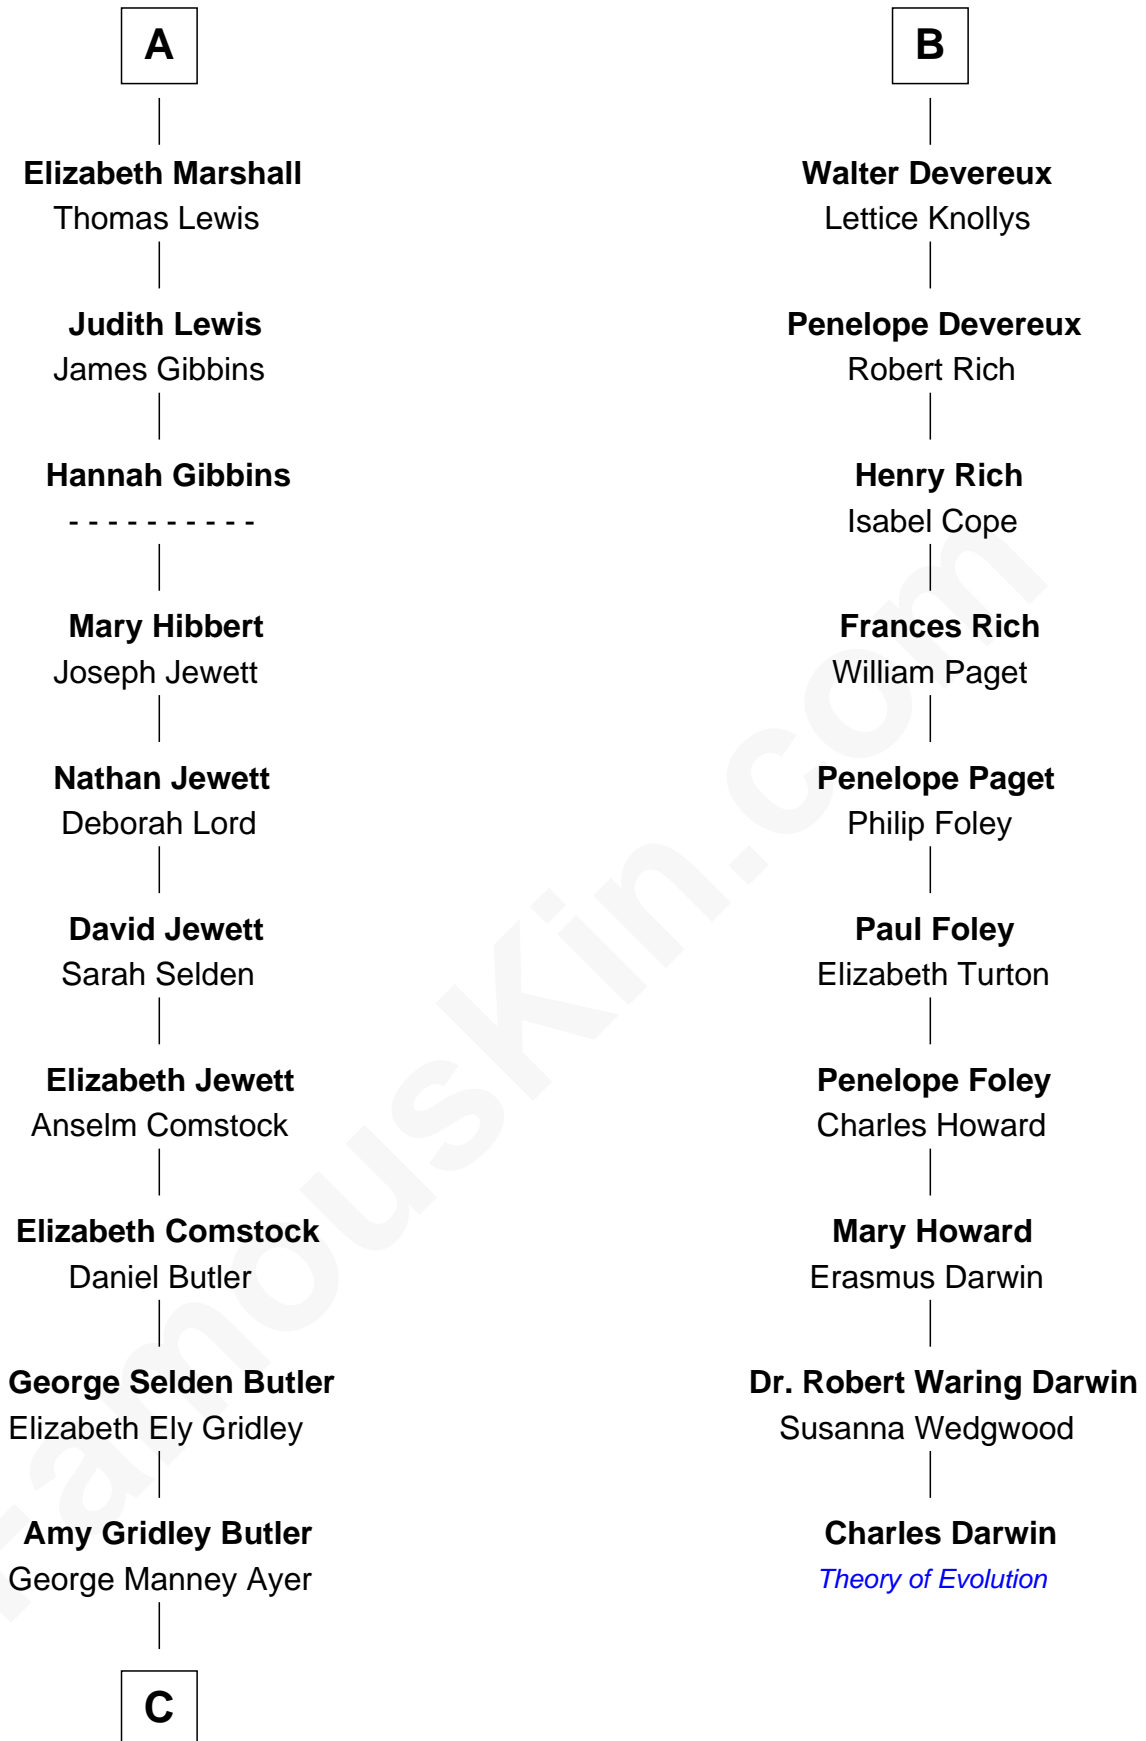 A
Elizabeth Marshall
Thomas Lewis
Judith Lewis
James Gibbins
Hannah Gibbins
- - - - - - - - - -
Mary Hibbert
Joseph Jewett
Nathan Jewett
Deborah Lord
David Jewett
Sarah Selden
Elizabeth Jewett
Anselm Comstock
Elizabeth Comstock
Daniel Butler
George Selden Butler
Elizabeth Ely Gridley
Amy Gridley Butler
George Manney Ayer
C
B
Walter Devereux
Lettice Knollys
Penelope Devereux
Robert Rich
Henry Rich
Isabel Cope
Frances Rich
William Paget
Penelope Paget
Philip Foley
Paul Foley
Elizabeth Turton
Penelope Foley
Charles Howard
Mary Howard
Erasmus Darwin
Dr. Robert Waring Darwin
Susanna Wedgwood
Charles Darwin
Theory of Evolution
FamousKin.com